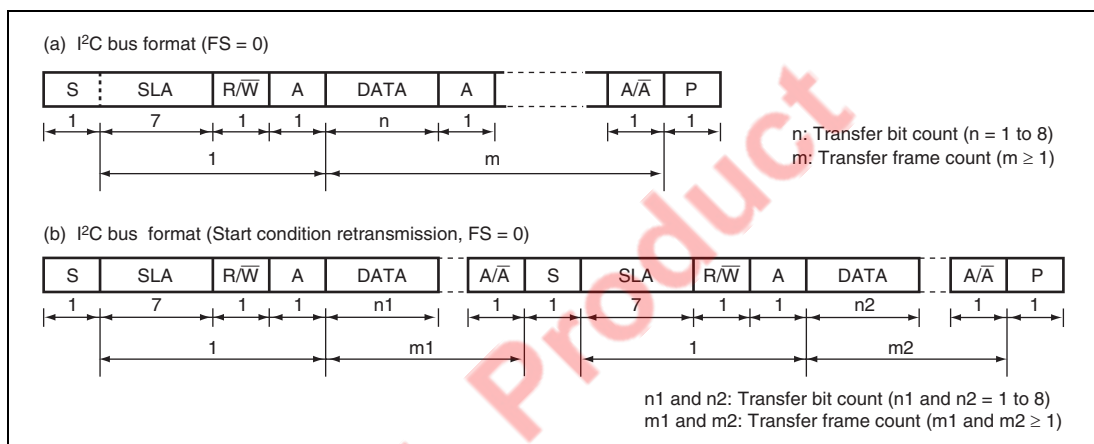 (a) I²C bus format (FS = 0)
S SLA R/W̅ A DATA A A/A̅ P
1 7 1 1 n 1 1 1
1 m
n: Transfer bit count (n = 1 to 8)
m: Transfer frame count (m ≥ 1)
(b) I²C bus format (Start condition retransmission, FS = 0)
S SLA R/W̅ A DATA A/A̅ S SLA R/W̅ A DATA A/A̅ P
1 7 1 1 n1 1 1 7 1 1 n2 1 1
1 m1 1 m2
n1 and n2: Transfer bit count (n1 and n2 = 1 to 8)
m1 and m2: Transfer frame count (m1 and m2 ≥ 1)
Product